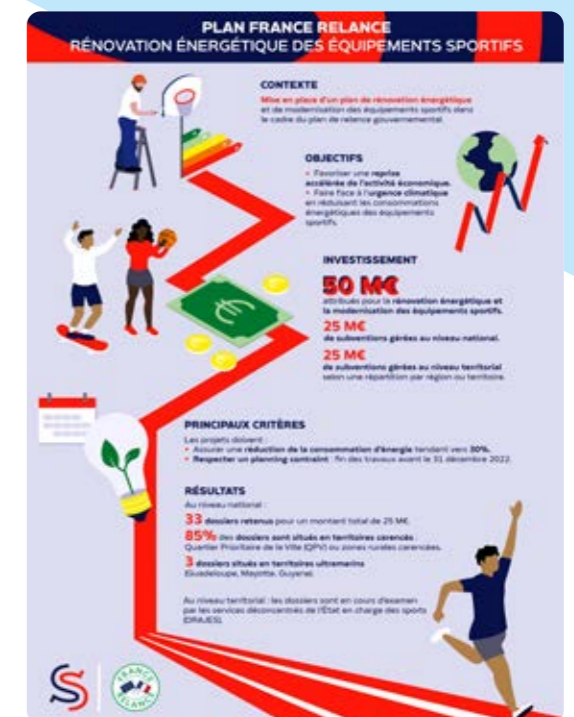 PLAN FRANCE RELANCE
RÉNOVATION ÉNERGÉTIQUE DES ÉQUIPEMENTS SPORTIFS
CONTEXTE
Mise en place d'un plan de rénovation énergétique
et de modernisation des équipements sportifs dans
le cadre du plan de relance gouvernemental.
OBJECTIFS
• Favoriser une reprise
accélérée de l'activité économique.
• Faire face à l'urgence climatique
en réduisant les consommations
énergétiques des équipements
sportifs.
INVESTISSEMENT
50 M€
attribués pour la rénovation énergétique et
la modernisation des équipements sportifs.
25 M€
de subventions gérées au niveau national.
25 M€
de subventions gérées au niveau territorial
selon une répartition par région ou territoire.
PRINCIPAUX CRITÈRES
Les projets doivent :
• Assurer une réduction de la consommation d'énergie tendant vers 30%.
• Respecter un planning contraint : fin des travaux avant le 31 décembre 2022.
RÉSULTATS
Au niveau national :
33 dossiers retenus pour un montant total de 25 M€.
85% des dossiers sont situés en territoires carencés :
Quartier Prioritaire de la Ville (QPV) ou zones rurales carencées.
3 dossiers situés en territoires ultramarins
(Guadeloupe, Mayotte, Guyane).
Au niveau territorial : les dossiers sont en cours d'examen
par les services déconcentrés de l'État en charge des sports
(DRAJES).
FRANCE
RELANCE